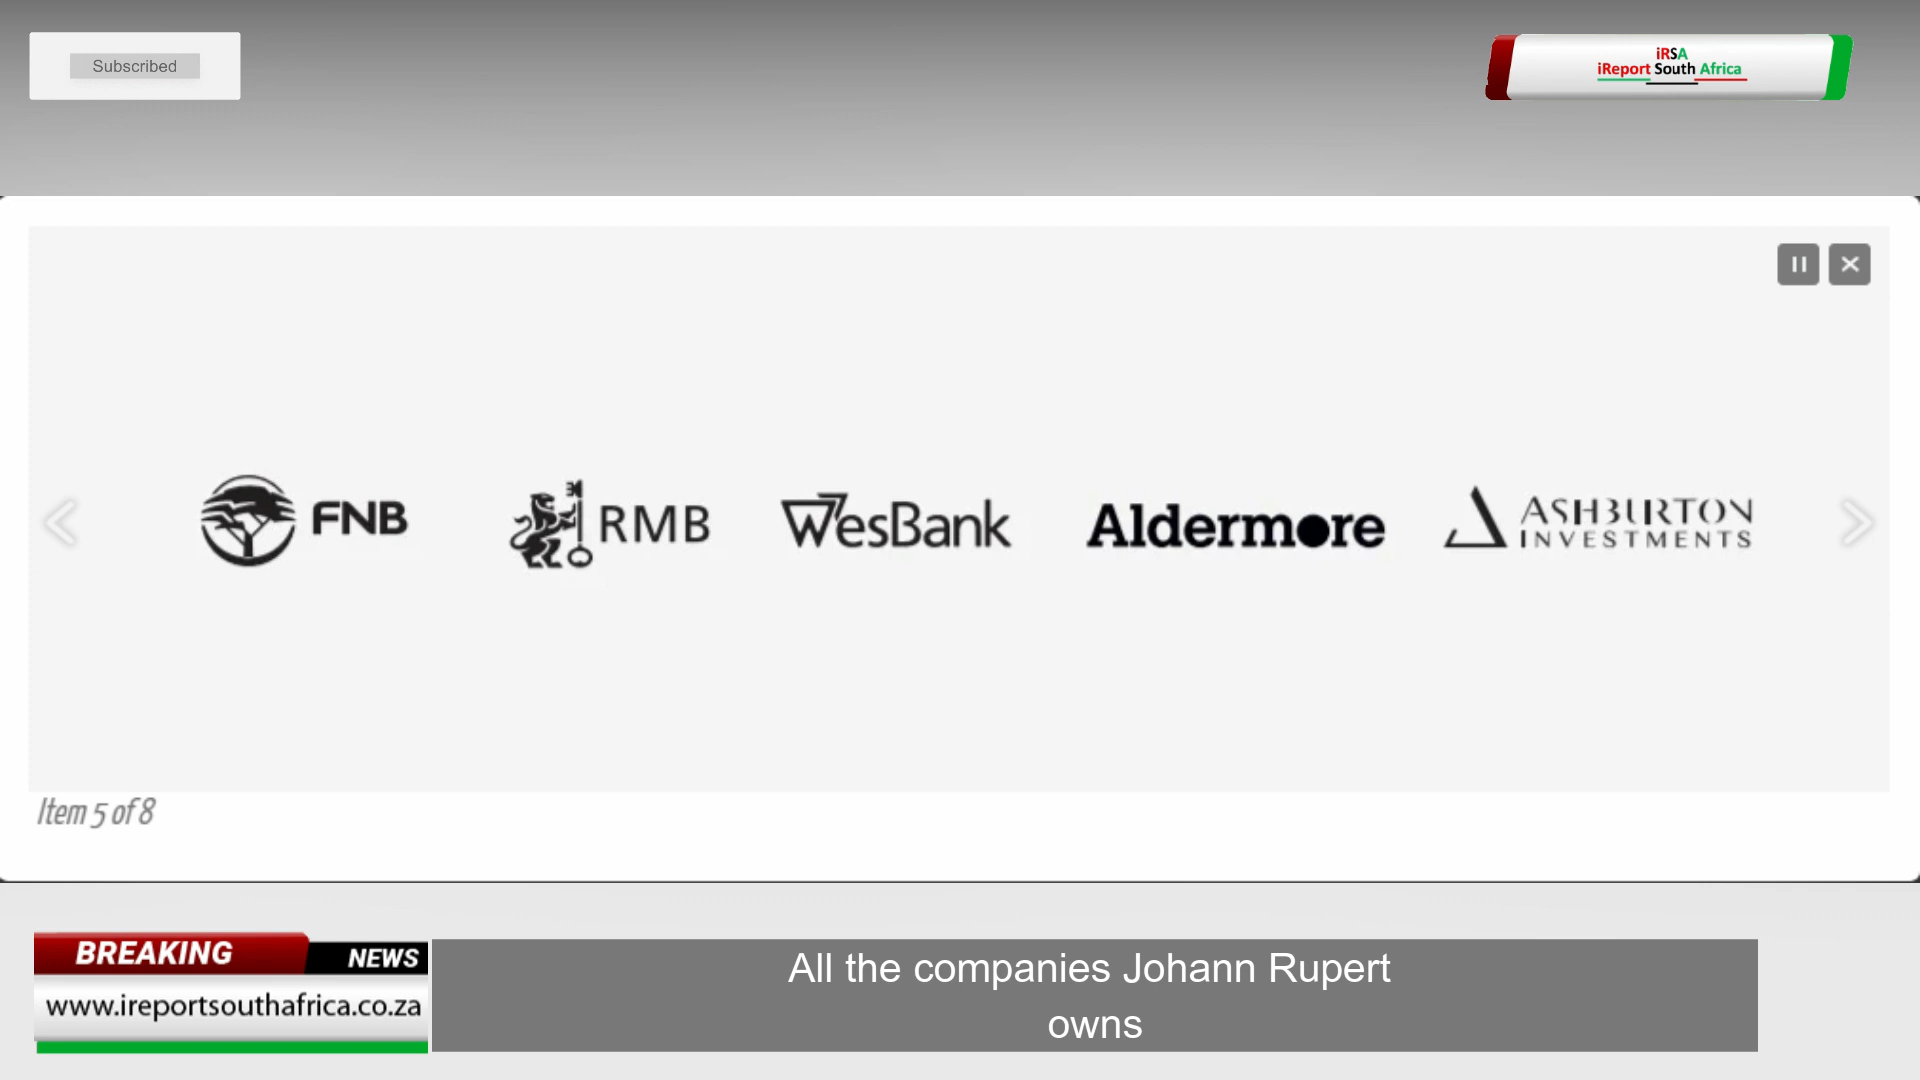 Subscribed
iRSA
iReport South Africa
FNB
RMB
WesBank
Aldermore
ASHBURTON
INVESTMENTS
Item 5 of 8
BREAKING NEWS
www.ireportsouthafrica.co.za
All the companies Johann Rupert
owns